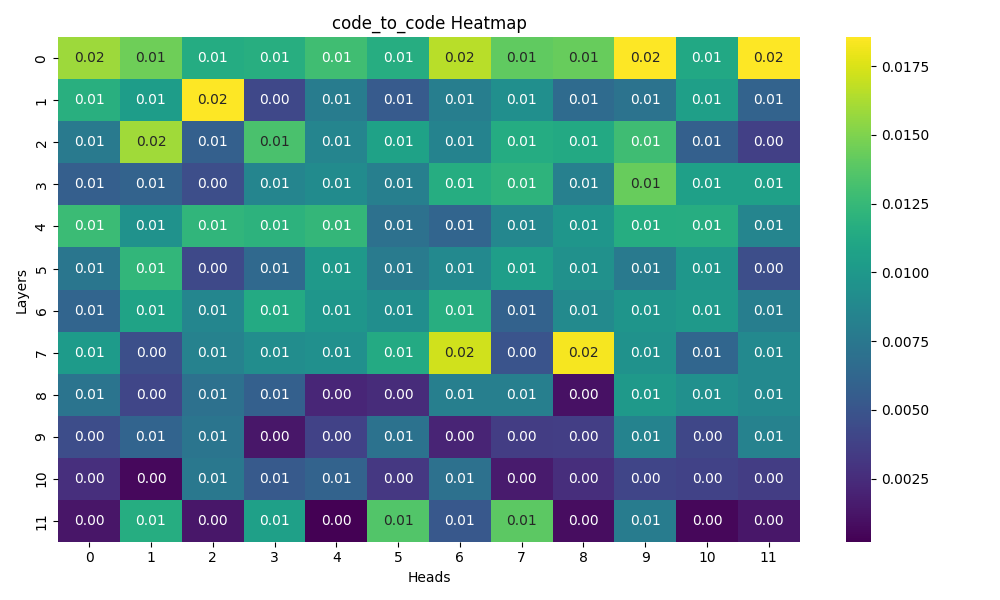 code_to_code Heatmap
0 0.02 0.01 0.01 0.01 0.01 0.01 0.02 0.01 0.01 0.02 0.01 0.02
1 0.01 0.01 0.02 0.00 0.01 0.01 0.01 0.01 0.01 0.01 0.01 0.01
2 0.01 0.02 0.01 0.01 0.01 0.01 0.01 0.01 0.01 0.01 0.01 0.00
3 0.01 0.01 0.00 0.01 0.01 0.01 0.01 0.01 0.01 0.01 0.01 0.01
4 0.01 0.01 0.01 0.01 0.01 0.01 0.01 0.01 0.01 0.01 0.01 0.01
5 0.01 0.01 0.00 0.01 0.01 0.01 0.01 0.01 0.01 0.01 0.01 0.00
6 0.01 0.01 0.01 0.01 0.01 0.01 0.01 0.01 0.01 0.01 0.01 0.01
7 0.01 0.00 0.01 0.01 0.01 0.01 0.02 0.00 0.02 0.01 0.01 0.01
8 0.01 0.00 0.01 0.01 0.00 0.00 0.01 0.01 0.00 0.01 0.01 0.01
9 0.00 0.01 0.01 0.00 0.00 0.01 0.00 0.00 0.00 0.01 0.00 0.01
10 0.00 0.00 0.01 0.01 0.01 0.00 0.01 0.00 0.00 0.00 0.00 0.00
11 0.00 0.01 0.00 0.01 0.00 0.01 0.01 0.01 0.00 0.01 0.00 0.00
0 1 2 3 4 5 6 7 8 9 10 11
Heads
Layers
0.0175
0.0150
0.0125
0.0100
0.0075
0.0050
0.0025